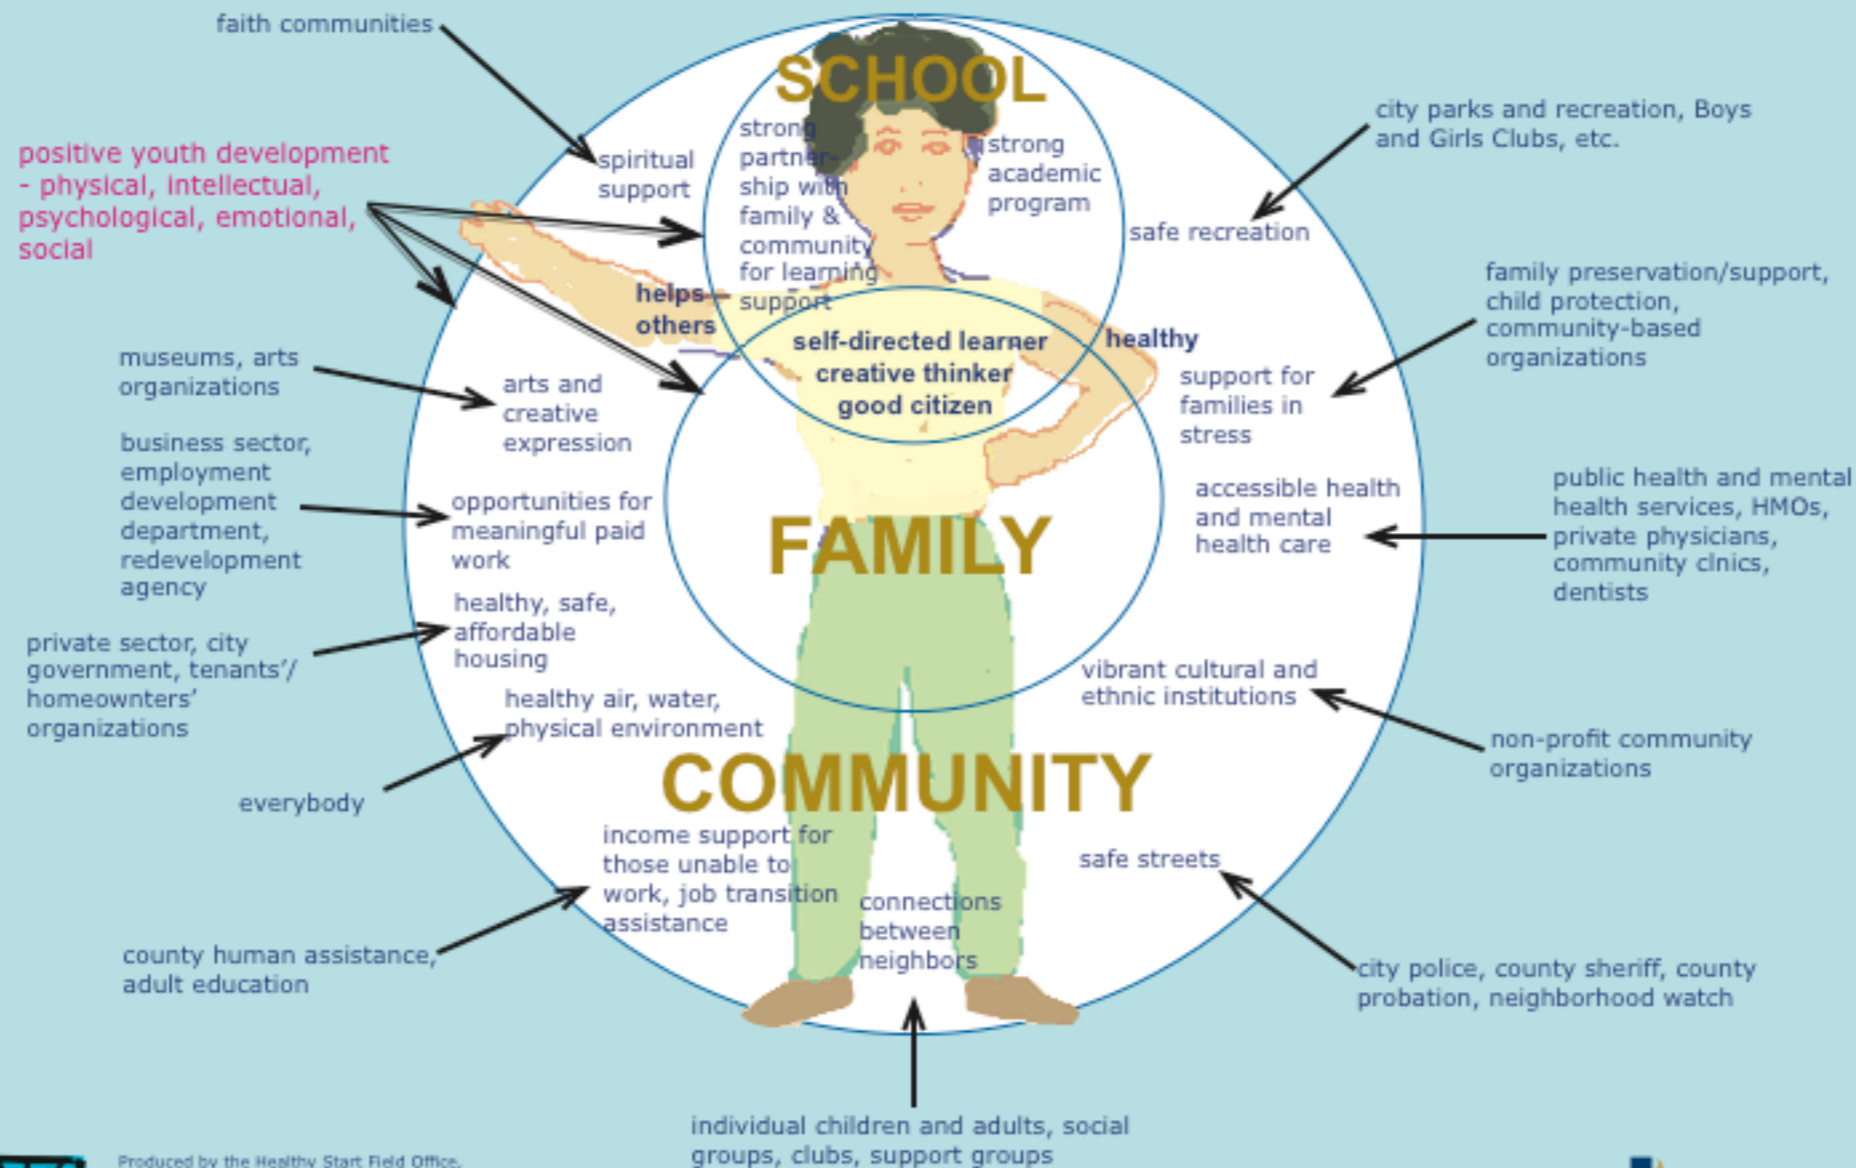 faith communities
SCHOOL
city parks and recreation, Boys
and Girls Clubs, etc.
positive youth development
- physical, intellectual,
psychological, emotional,
social
spiritual
support
strong
partner-
ship with
family &
community
for learning
support
strong
academic
program
safe recreation
family preservation/support,
child protection,
community-based
organizations
helps
others
self-directed learner
creative thinker
good citizen
healthy
museums, arts
organizations
arts and
creative
expression
support for
families in
stress
business sector,
employment
development
department,
redevelopment
agency
opportunities for
meaningful paid
work
FAMILY
accessible health
and mental
health care
public health and mental
health services, HMOs,
private physicians,
community clnics,
dentists
private sector, city
government, tenants'/
homeownters'
organizations
healthy, safe,
affordable
housing
healthy air, water,
physical environment
vibrant cultural and
ethnic institutions
non-profit community
organizations
everybody
COMMUNITY
income support for
those unable to
work, job transition
assistance
connections
between
neighbors
safe streets
county human assistance,
adult education
city police, county sheriff, county
probation, neighborhood watch
individual children and adults, social
groups, clubs, support groups
Produced by the Healthy Start Field Office,